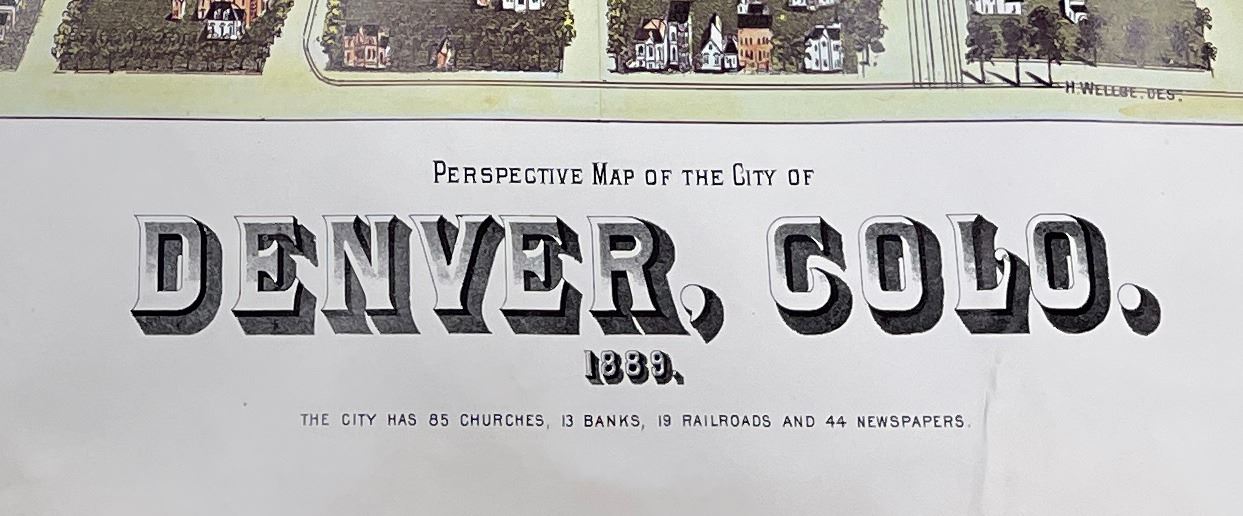 H. WELLGE, DES.
PERSPECTIVE MAP OF THE CITY OF
DENVER, COLO.
1889.
THE CITY HAS 85 CHURCHES, 13 BANKS, 19 RAILROADS AND 44 NEWSPAPERS.